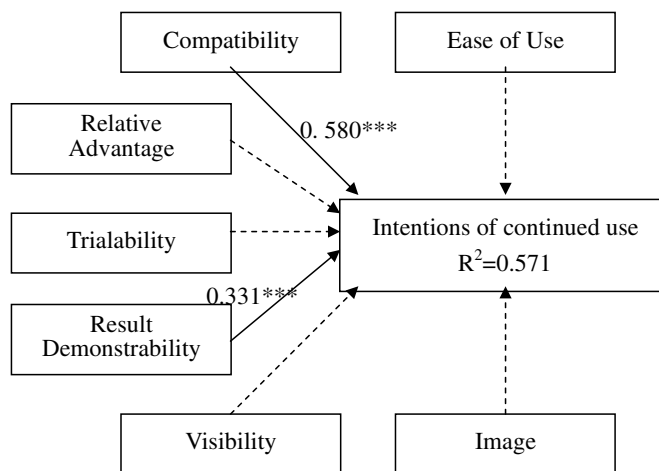 Compatibility
Ease of Use
0. 580***
Relative
Advantage
Trialability
Intentions of continued use
R²=0.571
0.331***
Result
Demonstrability
Visibility
Image